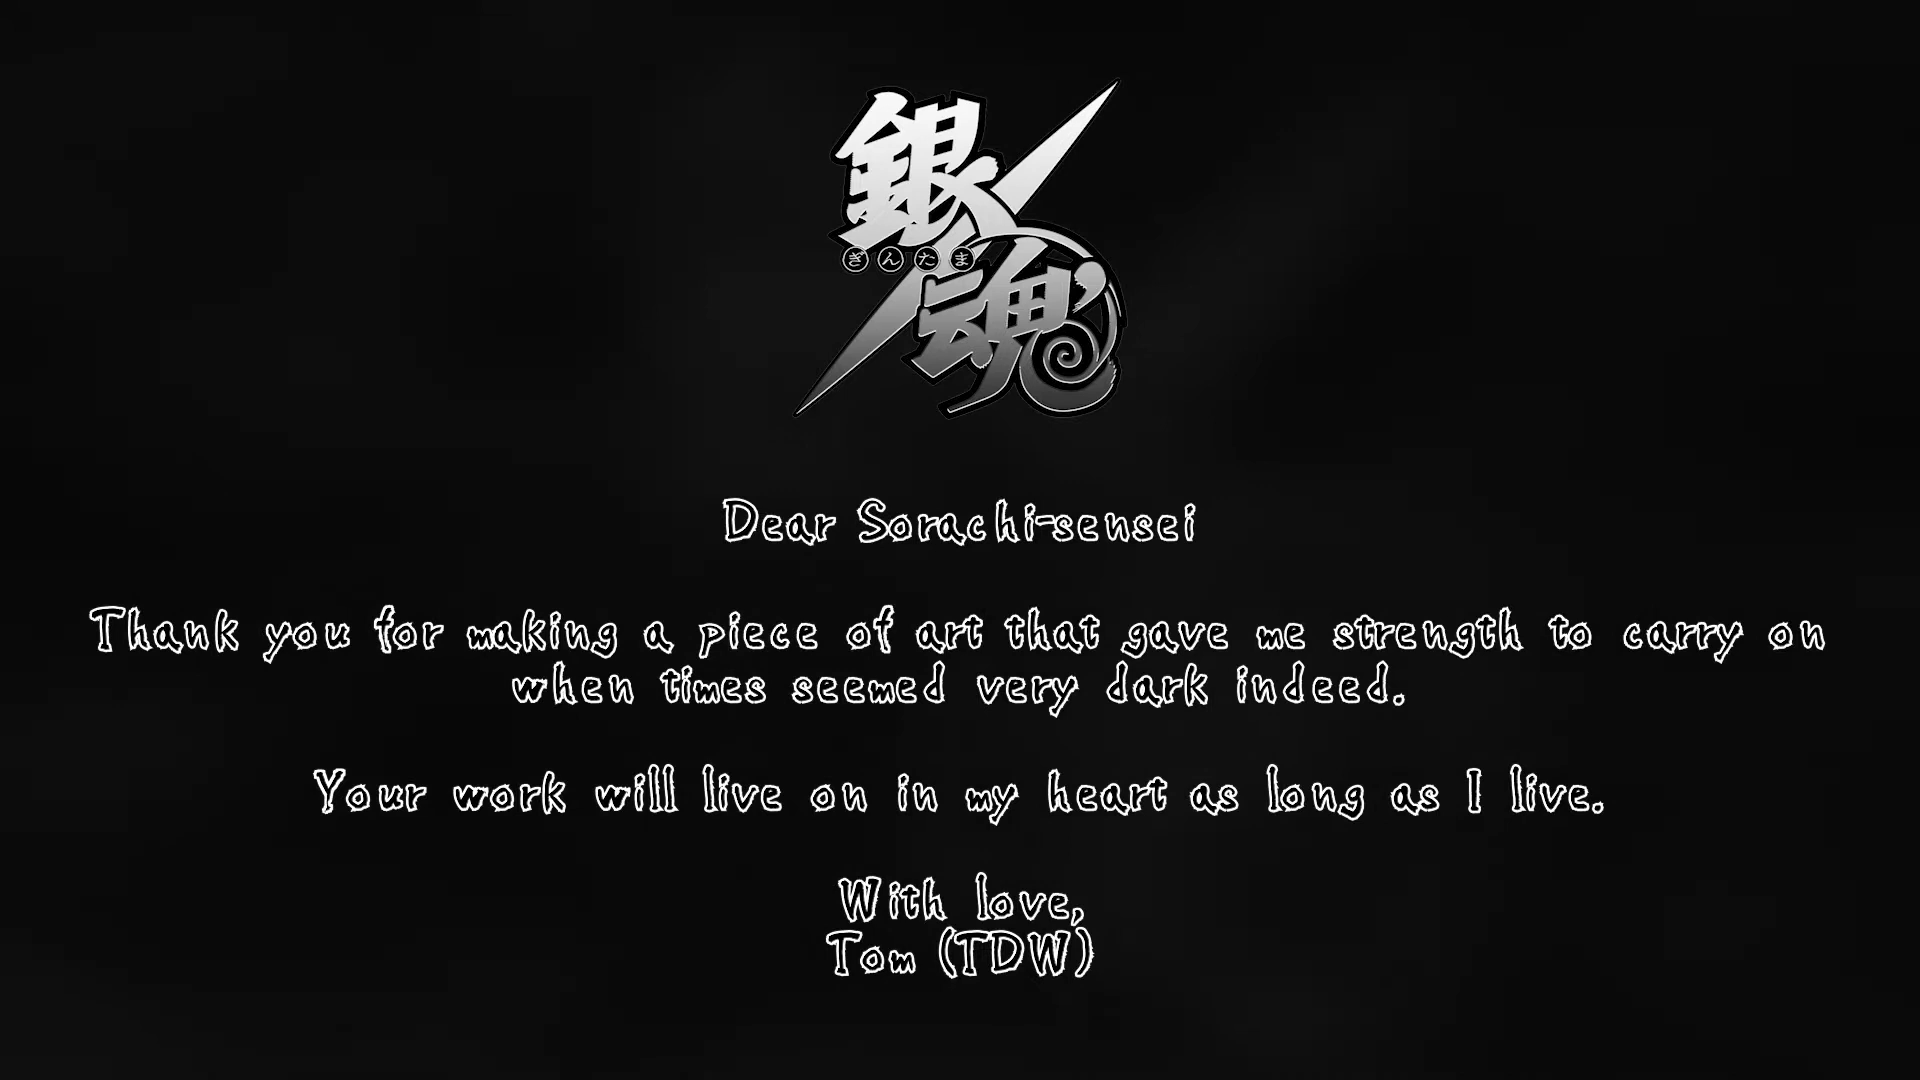 銀
ぎんたま
魂'
Dear Sorachi-sensei
Thank you for making a piece of art that gave me strength to carry on
when times seemed very dark indeed.
Your work will live on in my heart as long as I live.
With love,
Tom (TDW)